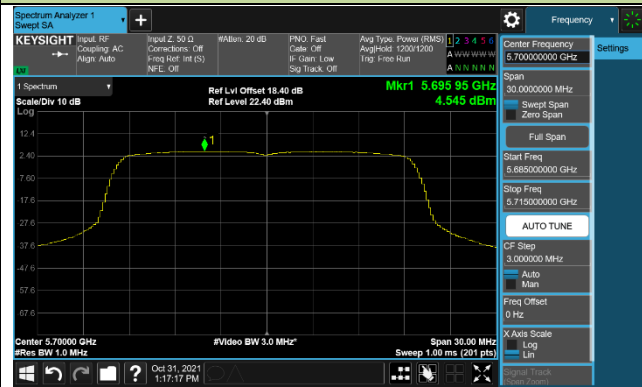 Spectrum Analyzer 1
Swept SA
Frequency
KEYSIGHT
Input: RF
Coupling: AC
Align: Auto
Input Z: 50 Ω
Corrections: Off
Freq Ref: Int (S)
NFE: Off
#Atten: 20 dB
PNO: Fast
Gate: Off
IF Gain: Low
Sig Track: Off
Avg Type: Power (RMS)
Avg|Hold: 1200/1200
Trig: Free Run
1 2 3 4 5 6
A W W W W W
A N N N N N
LM
1 Spectrum
Scale/Div 10 dB
Log
Ref Lvl Offset 18.40 dB
Ref Level 22.40 dBm
Mkr1 5.695 95 GHz
4.545 dBm
1
12.4
2.40
-7.60
-17.6
-27.6
-37.6
-47.6
-57.6
-67.6
Center 5.70000 GHz
#Res BW 1.0 MHz
#Video BW 3.0 MHz*
Span 30.00 MHz
Sweep 1.00 ms (201 pts)
Center Frequency
5.700000000 GHz
Settings
Span
30.0000000 MHz
Swept Span
Zero Span
Full Span
Start Freq
5.685000000 GHz
Stop Freq
5.715000000 GHz
AUTO TUNE
CF Step
3.000000 MHz
Auto
Man
Freq Offset
0 Hz
X Axis Scale
Log
Lin
Signal Track
(Span Zoom)
Oct 31, 2021
1:17:17 PM